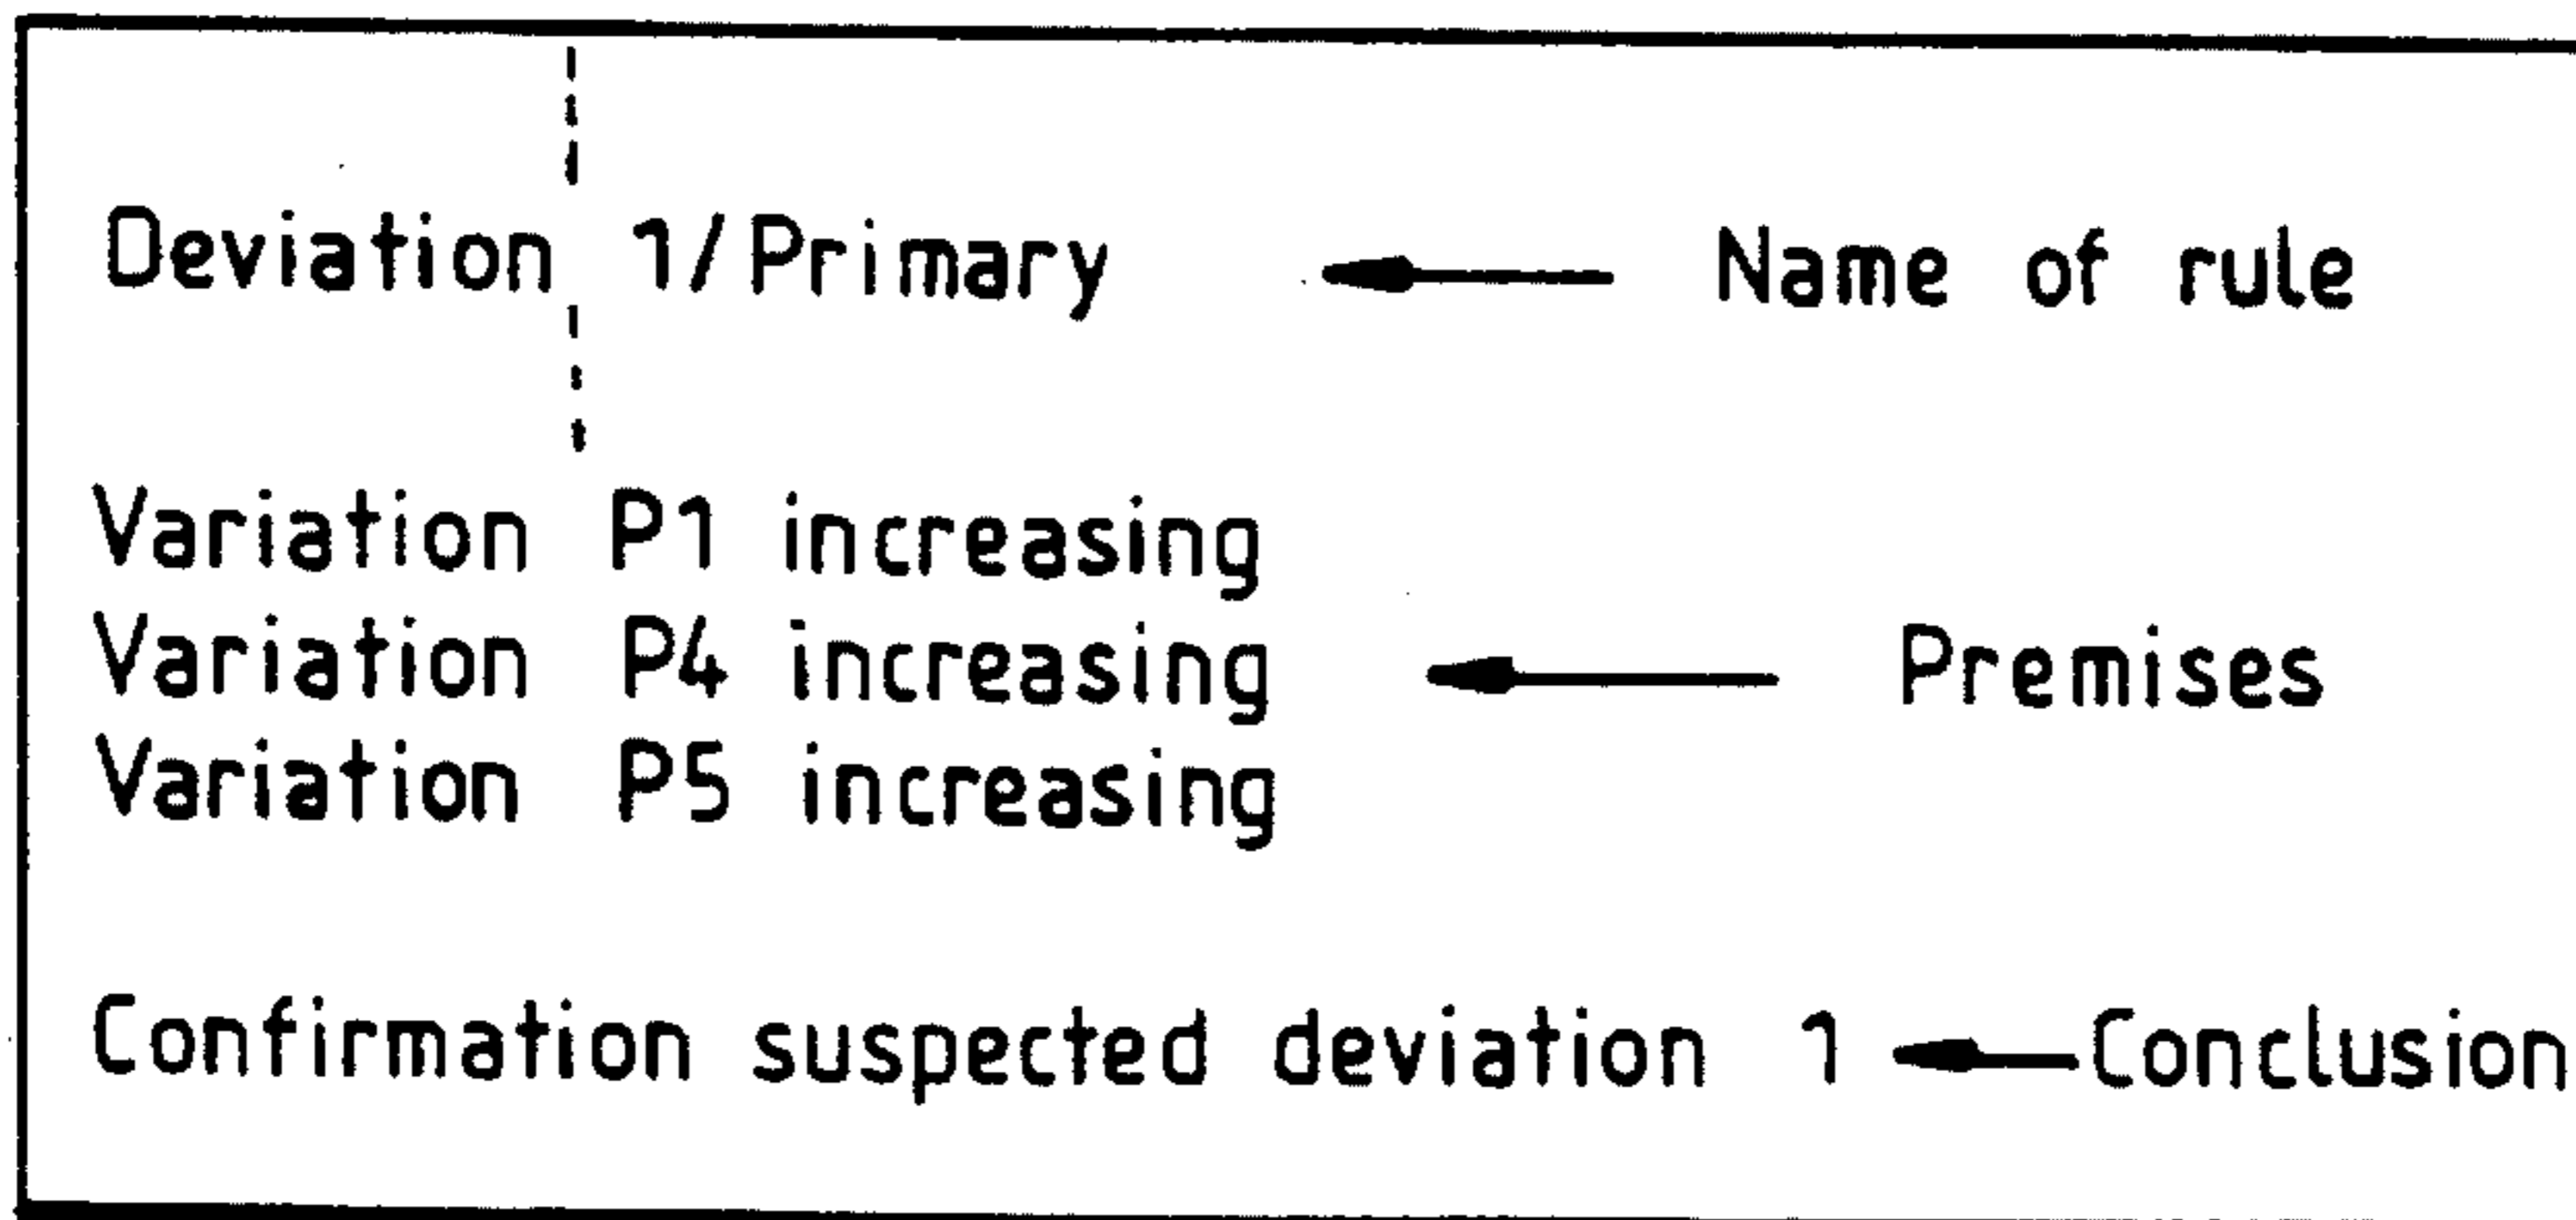 Deviation 1/Primary Name of rule
Variation P1 increasing
Variation P4 increasing Premises
Variation P5 increasing
Confirmation suspected deviation 1 Conclusion